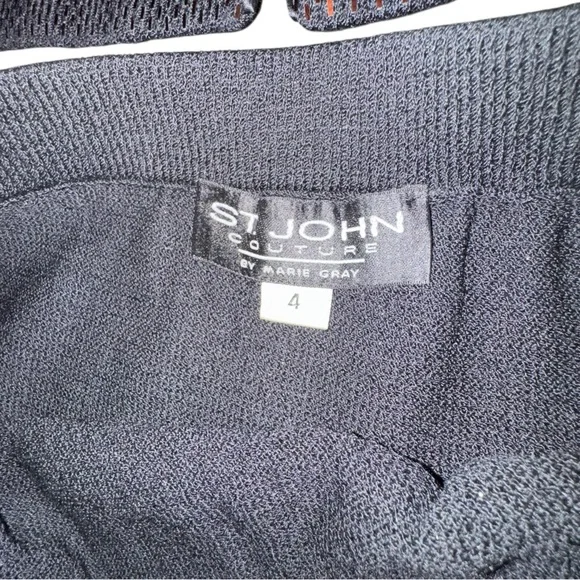 ST. JOHN
COUTURE
BY MARIE GRAY
4